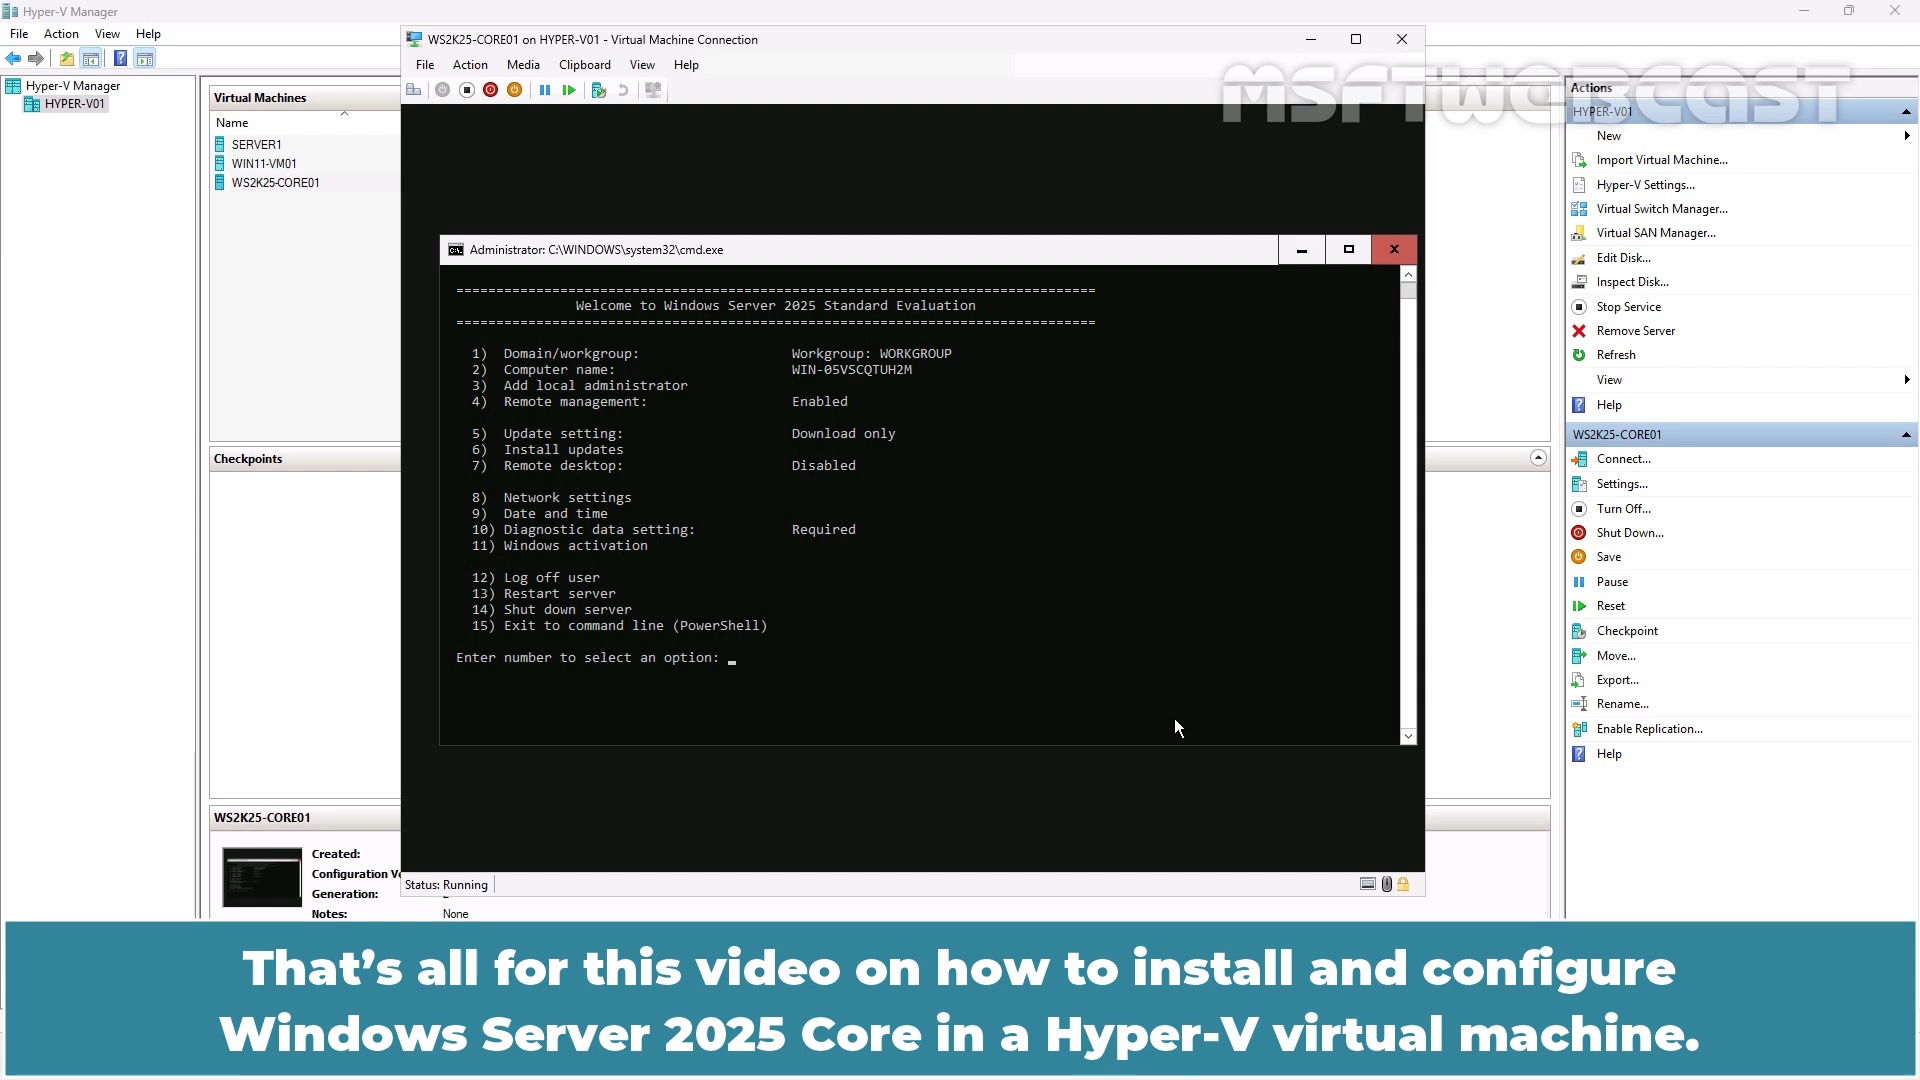 Hyper-V Manager
File Action View Help
Hyper-V Manager
HYPER-V01
Virtual Machines
Name
SERVER1
WIN11-VM01
WS2K25-CORE01
Checkpoints
WS2K25-CORE01
Created:
Configuration Ve
Generation:
Notes: None
WS2K25-CORE01 on HYPER-V01 - Virtual Machine Connection
File Action Media Clipboard View Help
Administrator: C:\WINDOWS\system32\cmd.exe
================================================================================
Welcome to Windows Server 2025 Standard Evaluation
================================================================================
1) Domain/workgroup: Workgroup: WORKGROUP
2) Computer name: WIN-05VSCQTUH2M
3) Add local administrator
4) Remote management: Enabled
5) Update setting: Download only
6) Install updates
7) Remote desktop: Disabled
8) Network settings
9) Date and time
10) Diagnostic data setting: Required
11) Windows activation
12) Log off user
13) Restart server
14) Shut down server
15) Exit to command line (PowerShell)
Enter number to select an option: _
Status: Running
MSFTWEBCAST
Actions
HYPER-V01
New
Import Virtual Machine...
Hyper-V Settings...
Virtual Switch Manager...
Virtual SAN Manager...
Edit Disk...
Inspect Disk...
Stop Service
Remove Server
Refresh
View
Help
WS2K25-CORE01
Connect...
Settings...
Turn Off...
Shut Down...
Save
Pause
Reset
Checkpoint
Move...
Export...
Rename...
Enable Replication...
Help
That's all for this video on how to install and configure
Windows Server 2025 Core in a Hyper-V virtual machine.